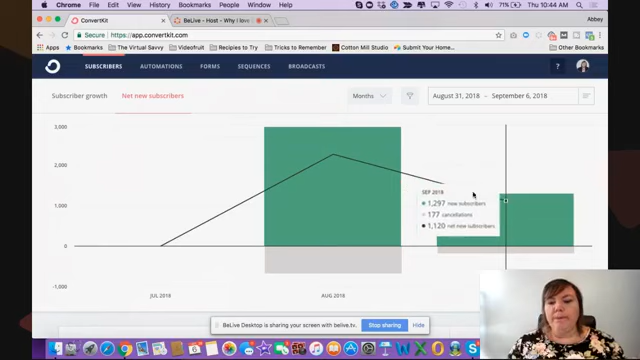 Chrome File Edit View History Bookmarks People Window Help 71% Thu 10:44 AM
ConvertKit BeLive - Host - Why I love Abbey
Secure https://app.convertkit.com
Bookmarks The Virtual Savvy VideoReady Recipies to Try Tricks to Remember Cotton Mill Studio Submit Your Home... Other Bookmarks
SUBSCRIBERS AUTOMATIONS FORMS SEQUENCES BROADCASTS ?
Subscriber growth Net new subscribers Months August 31, 2018 – September 6, 2018
3,000
2,000
1,000
0
-1,000
SEP 2018
1,297 new subscribers
177 cancellations
1,120 net new subscribers
JUL 2018 AUG 2018
BeLive Desktop is sharing your screen with belive.tv. Stop sharing Hide